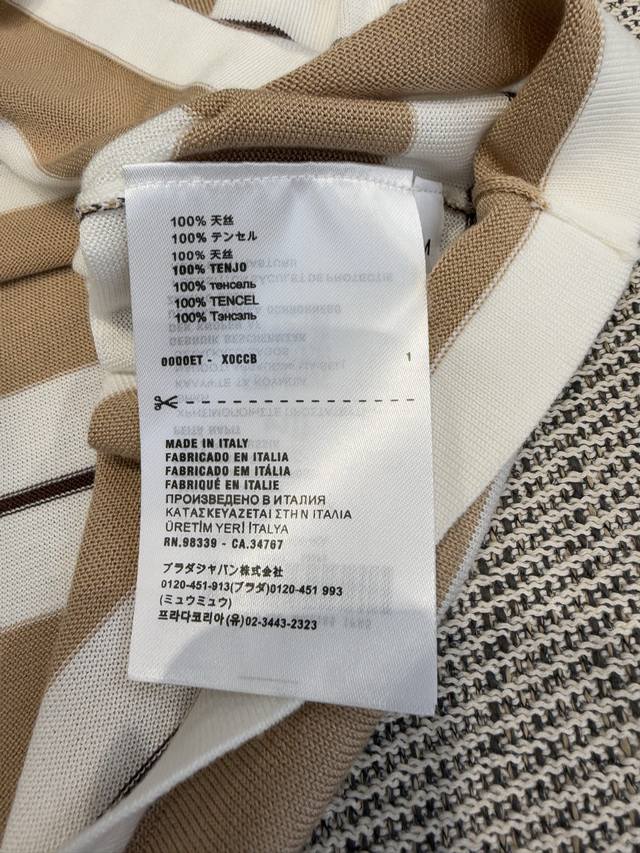 100% 天丝
100% テンセル
100% 天丝
100% TENJO
100% тенсель
100% TENCEL
100% Тэнсэль
0000ET - X0CCB 1
MADE IN ITALY
FABRICADO EN ITALIA
FABRICADO EM ITÁLIA
FABRIQUÉ EN ITALIE
ПРОИЗВЕДЕНО В ИТАЛИЯ
ΚΑΤΑΣΚΕΥΑΖΕΤΑΙ ΣΤΗ Ν ΙΤΑΛΙΑ
ÜRETİM YERİ İTALYA
RN.98339 - CA.34767
プラダジャパン株式会社
0120-451-913(プラダ)0120-451 993
(ミュウミュウ)
프라다코리아(유)02-3443-2323
M